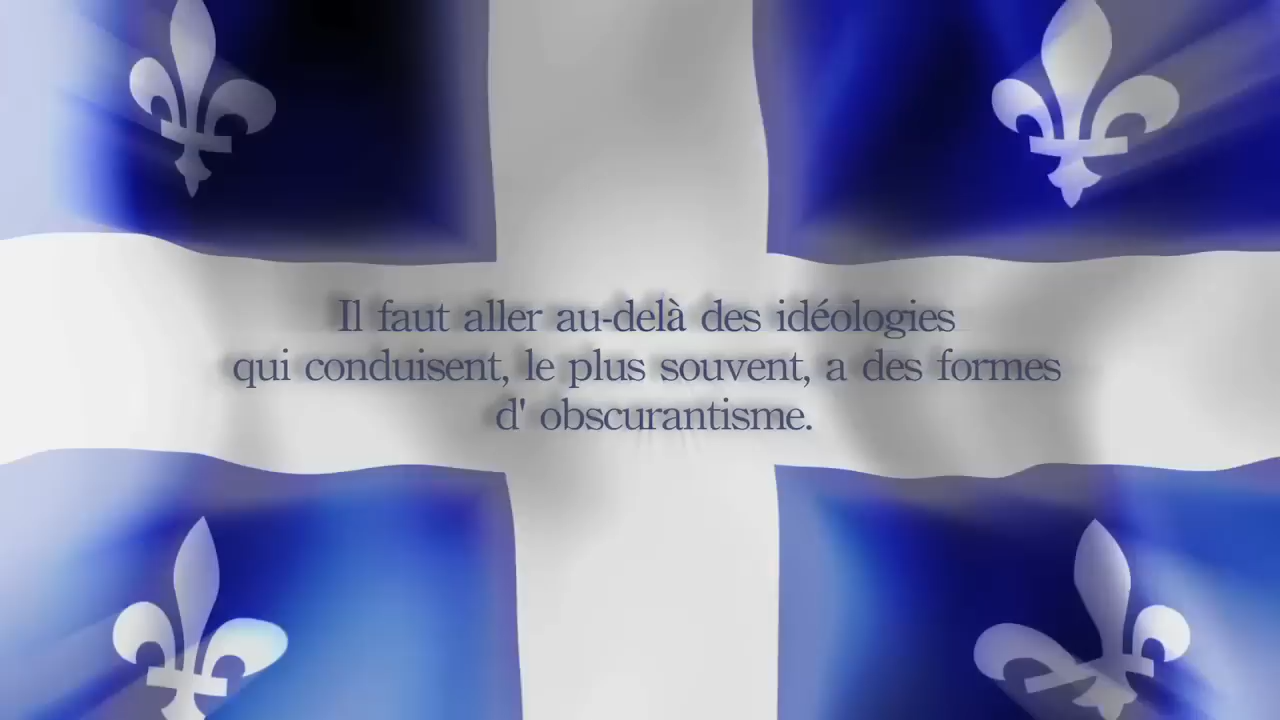 Il faut aller au-delà des idéologies
qui conduisent, le plus souvent, a des formes
d' obscurantisme.